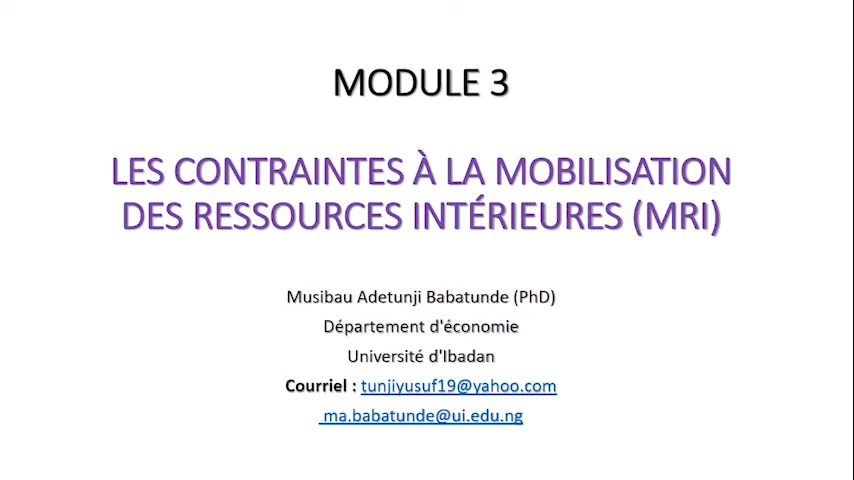 MODULE 3
LES CONTRAINTES À LA MOBILISATION
DES RESSOURCES INTÉRIEURES (MRI)
Musibau Adetunji Babatunde (PhD)
Département d'économie
Université d'Ibadan
Courriel : tunjiyusuf19@yahoo.com
ma.babatunde@ui.edu.ng